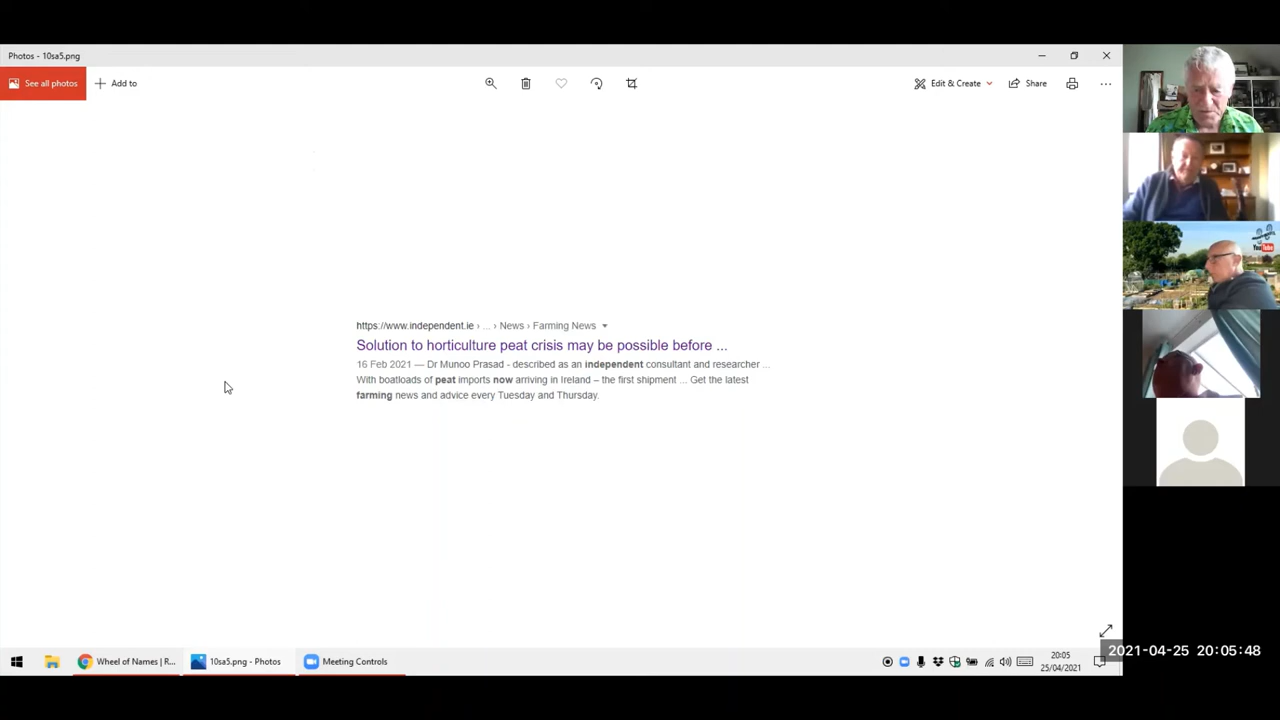 Photos - 10sa5.png
See all photos
Add to
Edit & Create
Share
https://www.independent.ie › ... › News › Farming News
Solution to horticulture peat crisis may be possible before ...
16 Feb 2021 — Dr Munoo Prasad - described as an independent consultant and researcher ...
With boatloads of peat imports now arriving in Ireland – the first shipment ... Get the latest
farming news and advice every Tuesday and Thursday.
You
Tube
Wheel of Names | R...
10sa5.png - Photos
Meeting Controls
20:05
25/04/2021
2021-04-25 20:05:48